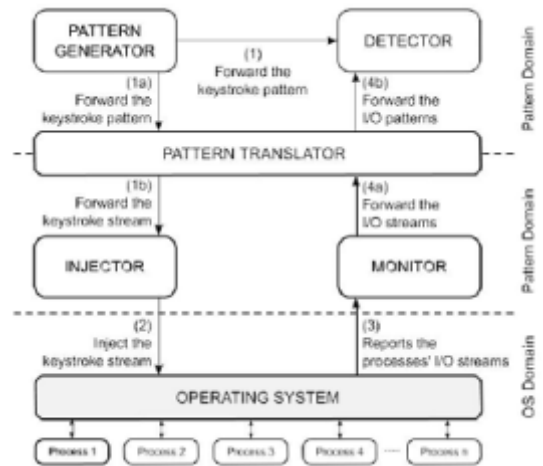 PATTERN
GENERATOR
(1)
Forward the
keystroke pattern
DETECTOR
(1a)
Forward the
keystroke pattern
(4b)
Forward the
I/O patterns
Pattern Domain
PATTERN TRANSLATOR
(1b)
Forward the
keystroke stream
(4a)
Forward the
I/O streams
Pattern Domain
INJECTOR
MONITOR
(2)
Inject the
keystroke stream
(3)
Reports the
processes' I/O streams
OS Domain
OPERATING SYSTEM
Process 1
Process 2
Process 3
Process 4
Process n